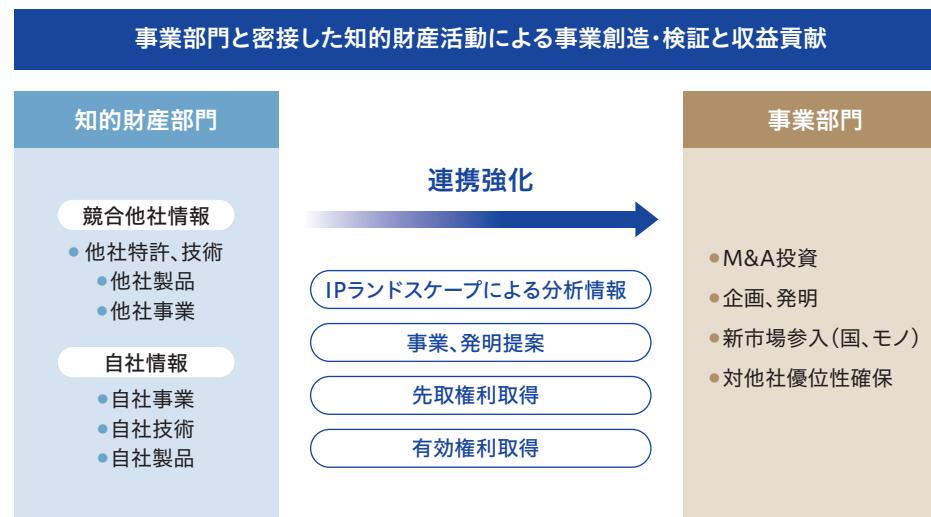 事業部門と密接した知的財産活動による事業創造・検証と収益貢献
知的財産部門
競合他社情報
●他社特許、技術
●他社製品
●他社事業
自社情報
●自社事業
●自社技術
●自社製品
連携強化
IPランドスケープによる分析情報
事業、発明提案
先取権利取得
有効権利取得
事業部門
●M&A投資
●企画、発明
●新市場参入（国、モノ）
●対他社優位性確保